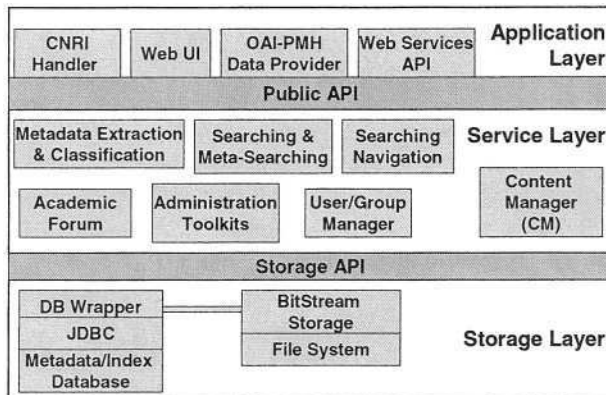 CNRI
Handler
Web UI
OAI-PMH
Data Provider
Web Services
API
Application
Layer
Public API
Metadata Extraction
& Classification
Searching &
Meta-Searching
Searching
Navigation
Service Layer
Academic
Forum
Administration
Toolkits
User/Group
Manager
Content
Manager
(CM)
Storage API
DB Wrapper
JDBC
Metadata/Index
Database
BitStream
Storage
File System
Storage Layer